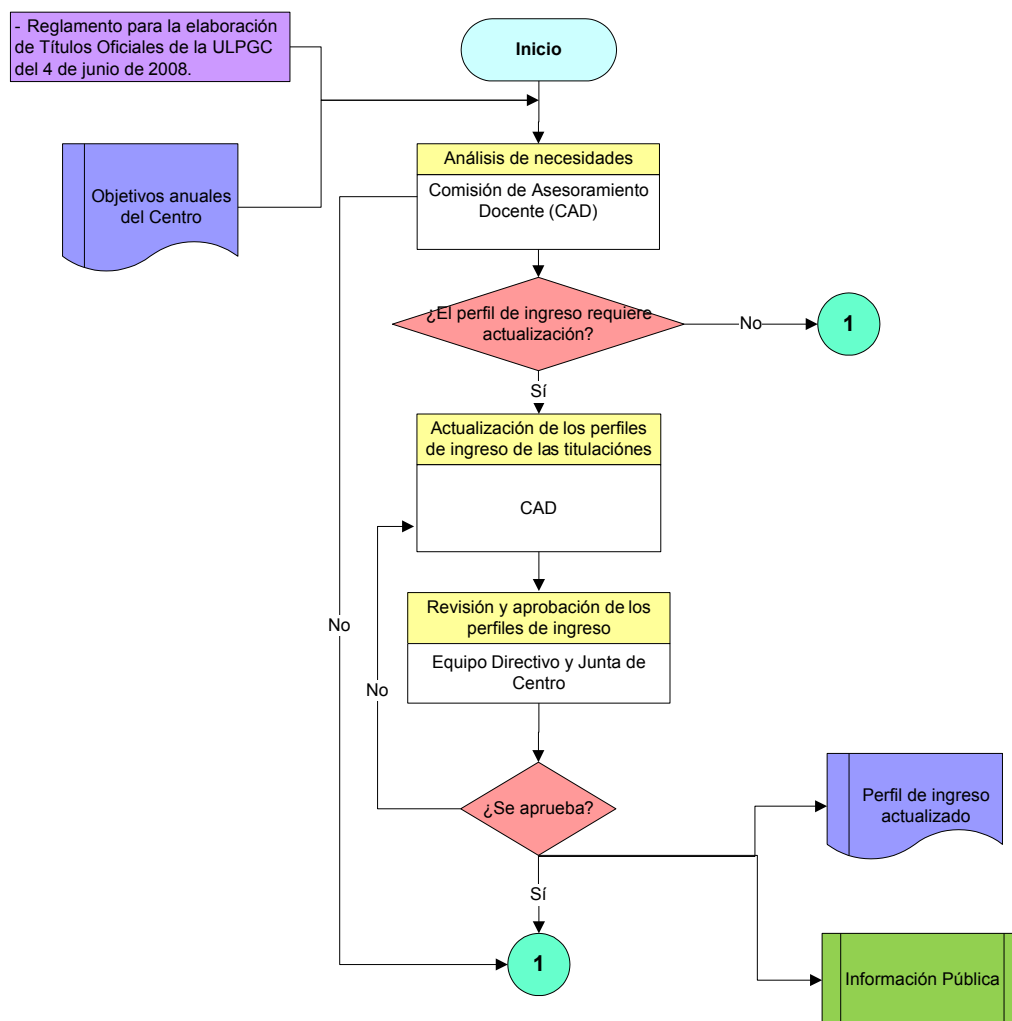 - Reglamento para la elaboración
de Títulos Oficiales de la ULPGC
del 4 de junio de 2008.
Inicio
Objetivos anuales
del Centro
Análisis de necesidades
Comisión de Asesoramiento
Docente (CAD)
¿El perfil de ingreso requiere
actualización?
No
1
Sí
Actualización de los perfiles
de ingreso de las titulaciónes
CAD
Revisión y aprobación de los
perfiles de ingreso
Equipo Directivo y Junta de
Centro
No
No
¿Se aprueba?
Perfil de ingreso
actualizado
Sí
1
Información Pública